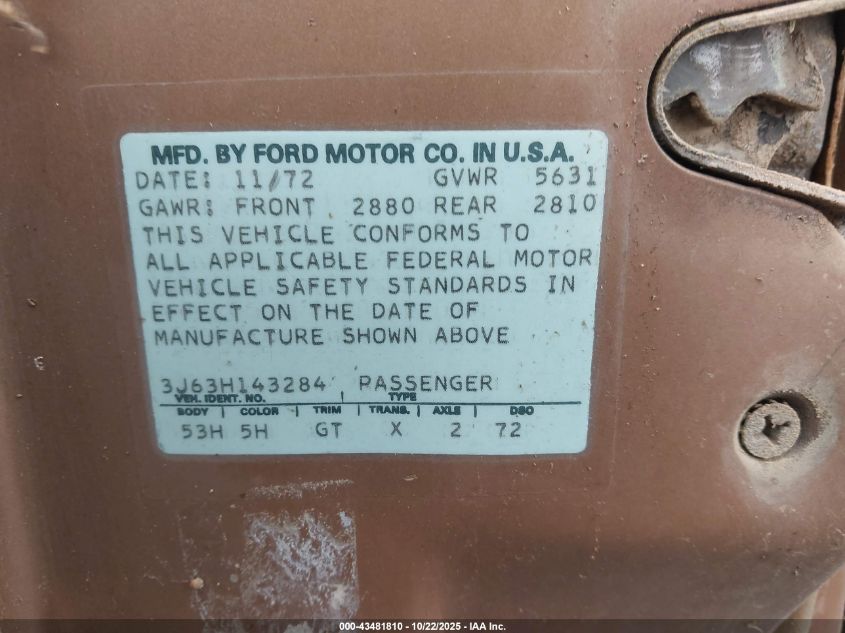 MFD. BY FORD MOTOR CO. IN U.S.A.
DATE: 11/72 GVWR 5631
GAWR: FRONT 2880 REAR 2810
THIS VEHICLE CONFORMS TO
ALL APPLICABLE FEDERAL MOTOR
VEHICLE SAFETY STANDARDS IN
EFFECT ON THE DATE OF
MANUFACTURE SHOWN ABOVE
3J63H143284 PASSENGER
VEH. IDENT. NO. TYPE
BODY COLOR TRIM TRANS. AXLE DSO
53H 5H GT X 2 72
000-43481810 - 10/22/2025 - IAA Inc.